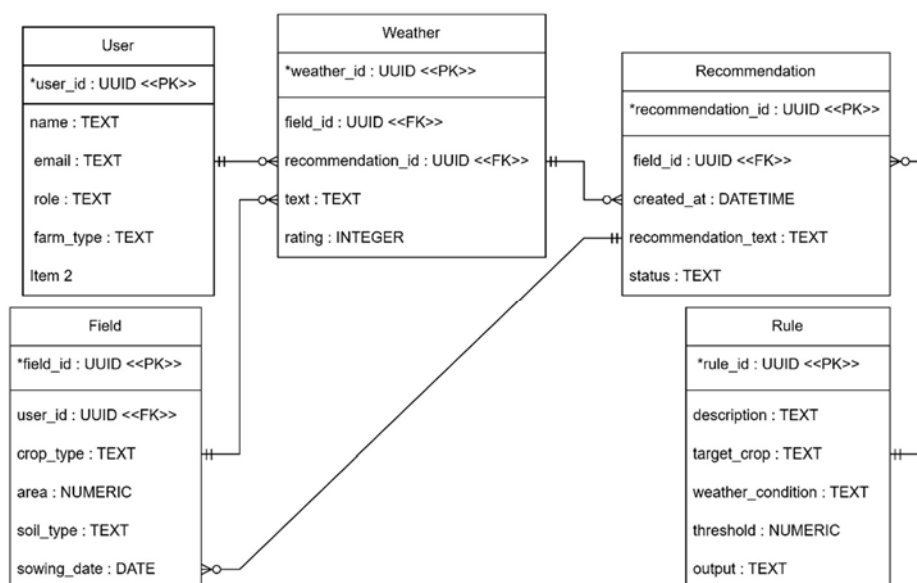 User
*user_id : UUID <<PK>>
name : TEXT
email : TEXT
role : TEXT
farm_type : TEXT
Item 2
Weather
*weather_id : UUID <<PK>>
field_id : UUID <<FK>>
recommendation_id : UUID <<FK>>
text : TEXT
rating : INTEGER
Recommendation
*recommendation_id : UUID <<PK>>
field_id : UUID <<FK>>
created_at : DATETIME
recommendation_text : TEXT
status : TEXT
Field
*field_id : UUID <<PK>>
user_id : UUID <<FK>>
crop_type : TEXT
area : NUMERIC
soil_type : TEXT
sowing_date : DATE
Rule
*rule_id : UUID <<PK>>
description : TEXT
target_crop : TEXT
weather_condition : TEXT
threshold : NUMERIC
output : TEXT